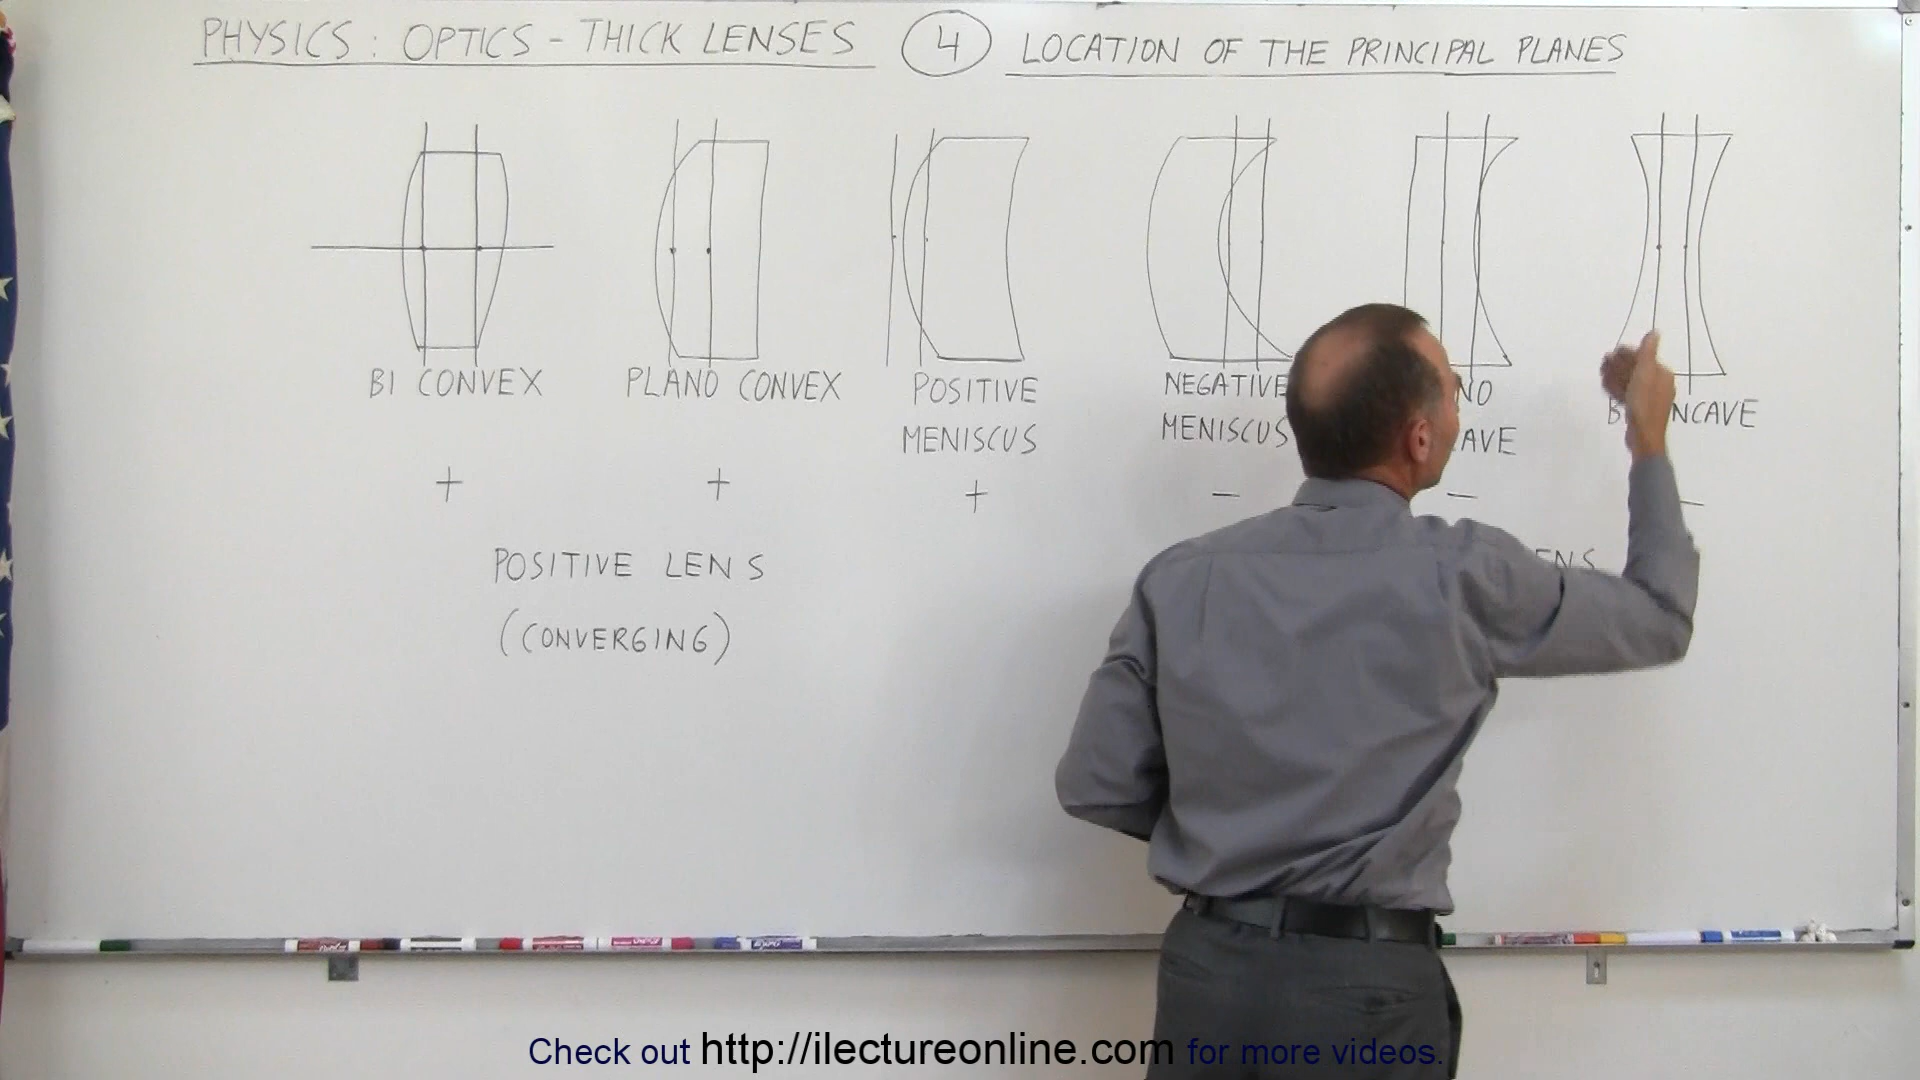 PHYSICS: OPTICS - THICK LENSES 4 LOCATION OF THE PRINCIPAL PLANES
BI CONVEX
PLANO CONVEX
POSITIVE
MENISCUS
NEGATIVE
MENISCUS
+
+
+
-
-
-
POSITIVE LENS
(CONVERGING)
Check out http://ilectureonline.com for more videos.